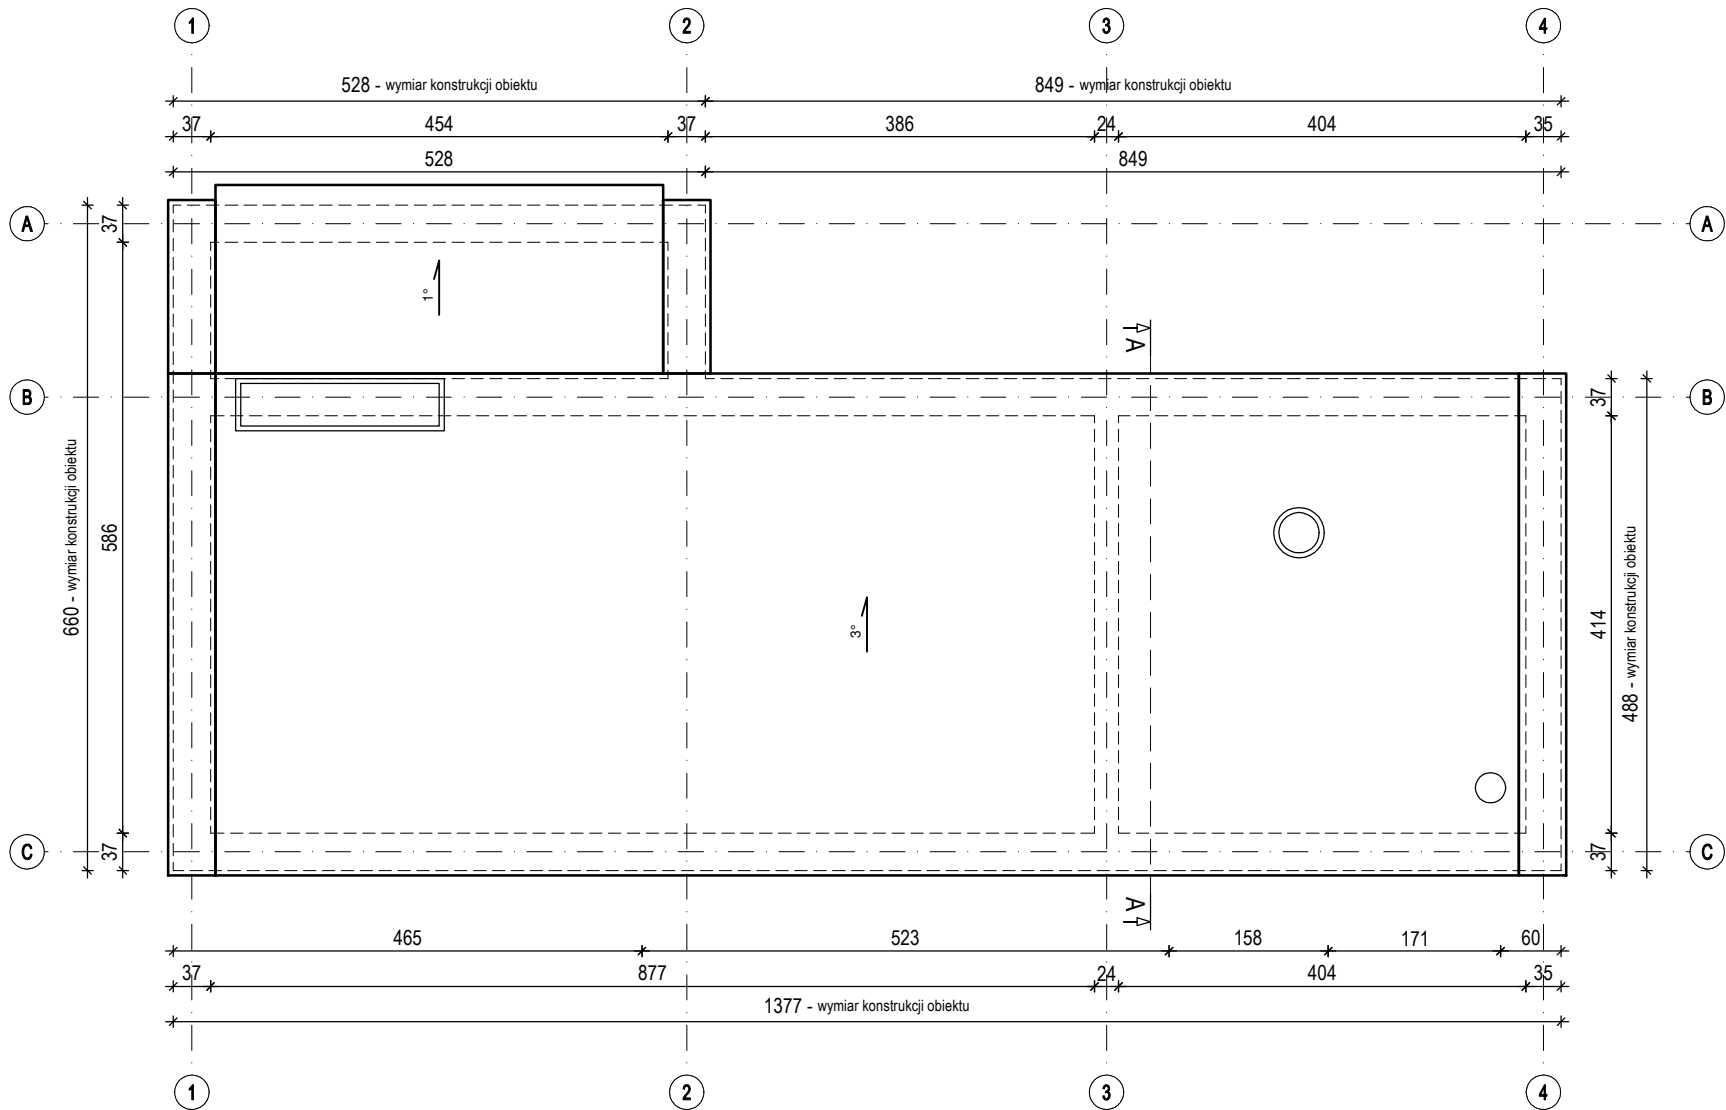 1 2 3 4
528 - wymiar konstrukcji obiektu 849 - wymiar konstrukcji obiektu
37 454 37 386 24 404 35
528 849
A A
37
1°
A
B B
37
660 - wymiar konstrukcji obiektu
586
488 - wymiar konstrukcji obiektu
414
3°
C C
37 37
A
465 523 158 171 60
37 877 24 404 35
1377 - wymiar konstrukcji obiektu
1 2 3 4